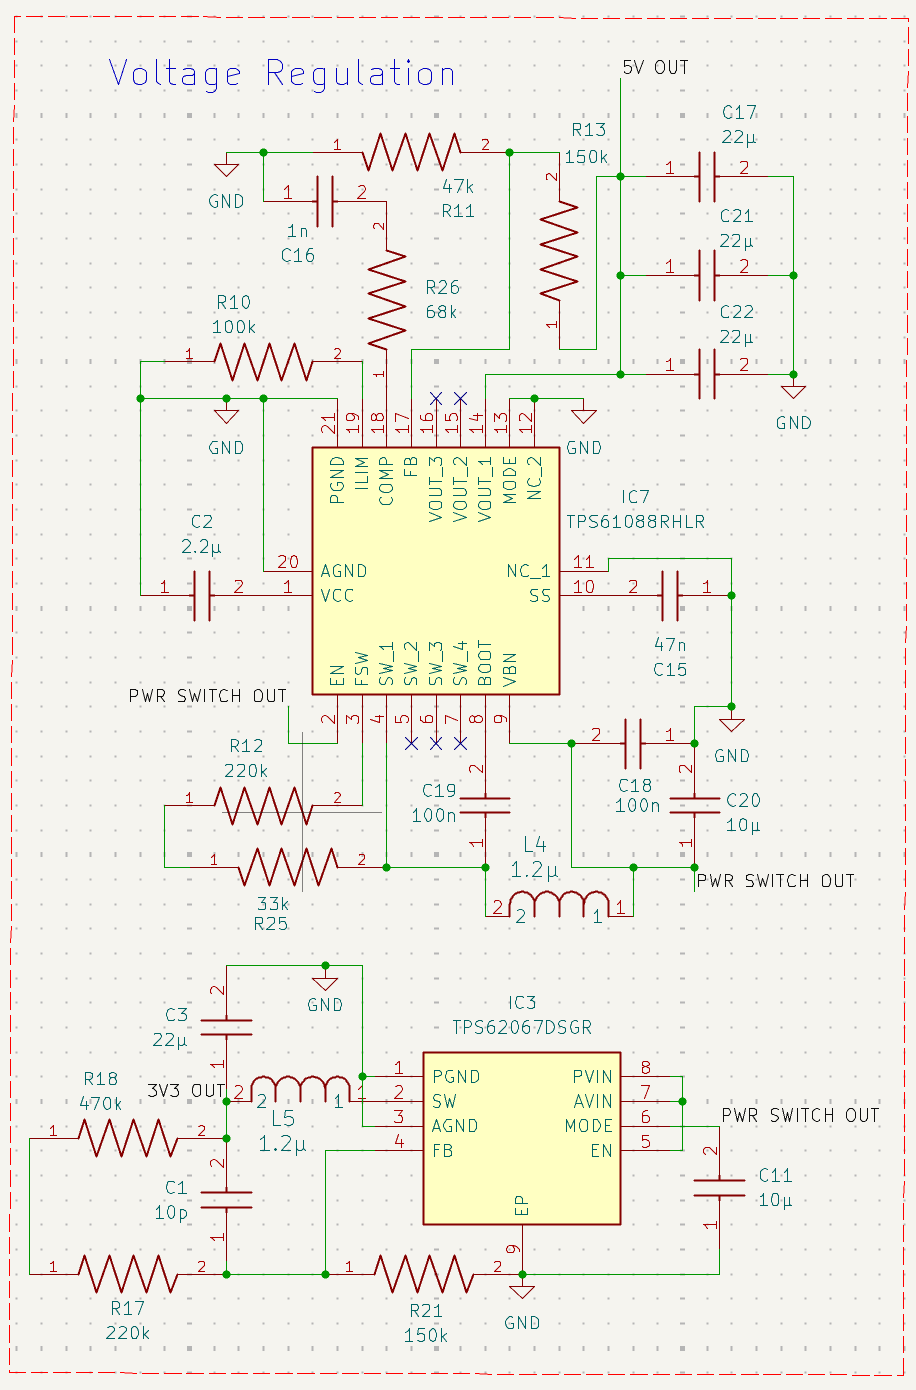 Voltage Regulation
5V OUT
C17
22µ
1 2
R13
150k
2
1
1 2
47k
R11
GND
1 2
1n
C16
2
R26
68k
1
C21
22µ
1 2
C22
22µ
1 2
GND
R10
100k
1 2
GND
21 19 18 17 16 15 14 13 12
GND
PGND ILIM COMP FB VOUT_3 VOUT_2 VOUT_1 MODE NC_2
IC7
TPS61088RHLR
C2
2.2µ
1 2
20 AGND
1 VCC
NC_1 11
SS 10
2 1
47n
C15
EN FSW SW_1 SW_2 SW_3 SW_4 BOOT VBN
2 3 4 5 6 7 8 9
PWR SWITCH OUT
GND
R12
220k
1 2
1 2
33k
R25
C19
100n
2
1
2 1
C18
100n
2
C20
10µ
1
L4
1.2µ
2 2 1 1
PWR SWITCH OUT
GND
2
C3
22µ
1
IC3
TPS62067DSGR
3V3 OUT
2 2 1 1
L5
1.2µ
R18
470k
1 2
1 PGND
2 SW
3 AGND
4 FB
PVIN 8
AVIN 7
MODE 6
EN 5
EP
9
PWR SWITCH OUT
2
C11
10µ
1
2
C1
10p
1
1 2
R17
220k
1 2
R21
150k
GND